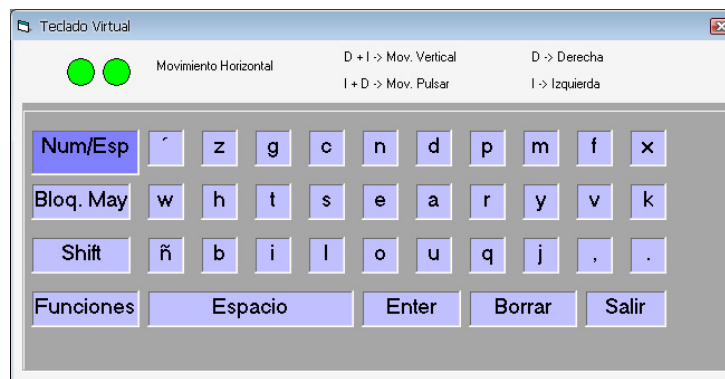 Teclado Virtual
Movimiento Horizontal
D + I -> Mov. Vertical
D -> Derecha
I + D -> Mov. Pulsar
I -> Izquierda
Num/Esp ´ z g c n d p m f x
Bloq. May w h t s e a r y v k
Shift ñ b i l o u q j , .
Funciones Espacio Enter Borrar Salir